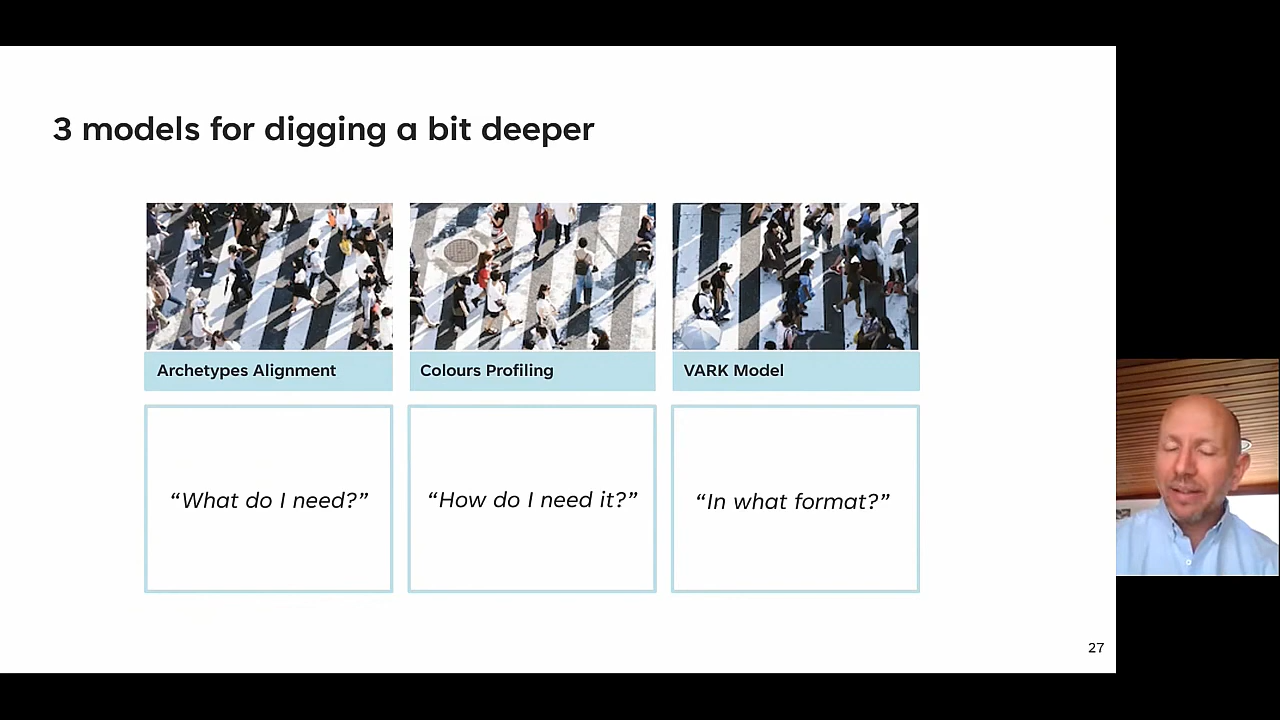 3 models for digging a bit deeper
Archetypes Alignment
Colours Profiling
VARK Model
“What do I need?”
“How do I need it?”
“In what format?”
27